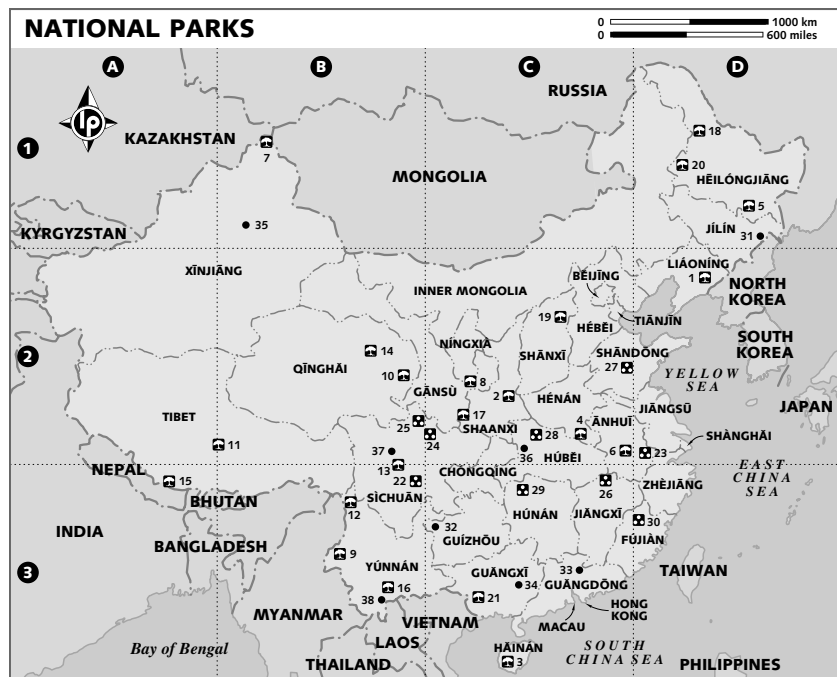 NATIONAL PARKS
0 1000 km
0 600 miles
A B C D
RUSSIA
18
1
KAZAKHSTAN
7
20
HĒILÓNGJIĀNG
MONGOLIA
5
35
JÍLÍN
31
KYRGYZSTAN
XĪNJIĀNG
LIÁONÍNG
BĚIJĪNG
1
NORTH
KOREA
INNER MONGOLIA
19
HÉBĚI
TIĀNJĪN
SOUTH
KOREA
2
14
NÍNGXIÀ
SHĀNXĪ
SHĀNDŌNG
QĪNGHǍI
27
YELLOW
SEA
10
GĀNSÙ
8
2
HÉNÁN
JIĀNGSŪ
JAPAN
TIBET
17
4
ĀNHUĪ
25
SHAANXI
SHÀNGHǍI
11
24
28
37
36
HÚBĚI
6
23
NEPAL
13
CHÓNGQÌNG
EAST
CHINA
SEA
15
22
ZHÈJIĀNG
BHUTAN
SÌCHUĀN
29
26
12
HÚNÁN
JIĀNGXĪ
30
INDIA
32
GUÌZHŌU
FÚJIÀN
BANGLADESH
3
9
YÚNNÁN
GUǍNGXĪ
33
TAIWAN
34
GUǍNGDŌNG
16
21
38
HONG
KONG
MYANMAR
VIETNAM
MACAU
LAOS
Bay of Bengal
HǍINÁN
SOUTH
CHINA SEA
3
THAILAND
PHILIPPINES